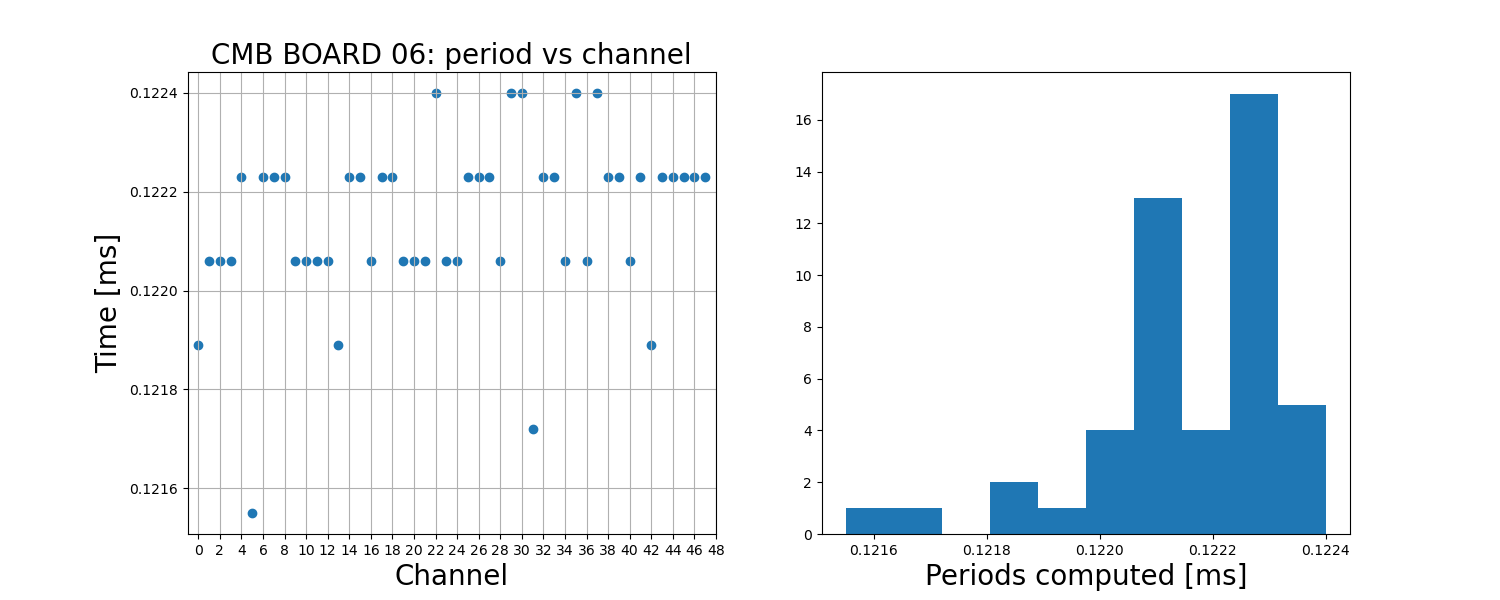 CMB BOARD 06: period vs channel
0.1224
0.1222
0.1220
0.1218
0.1616
Time [ms]
0 2 4 6 8 10 12 14 16 18 20 22 24 26 28 30 32 34 36 38 40 42 44 46 48
Channel
16
14
12
10
8
6
4
2
0
0.1216 0.1218 0.1220 0.1222 0.1224
Periods computed [ms]